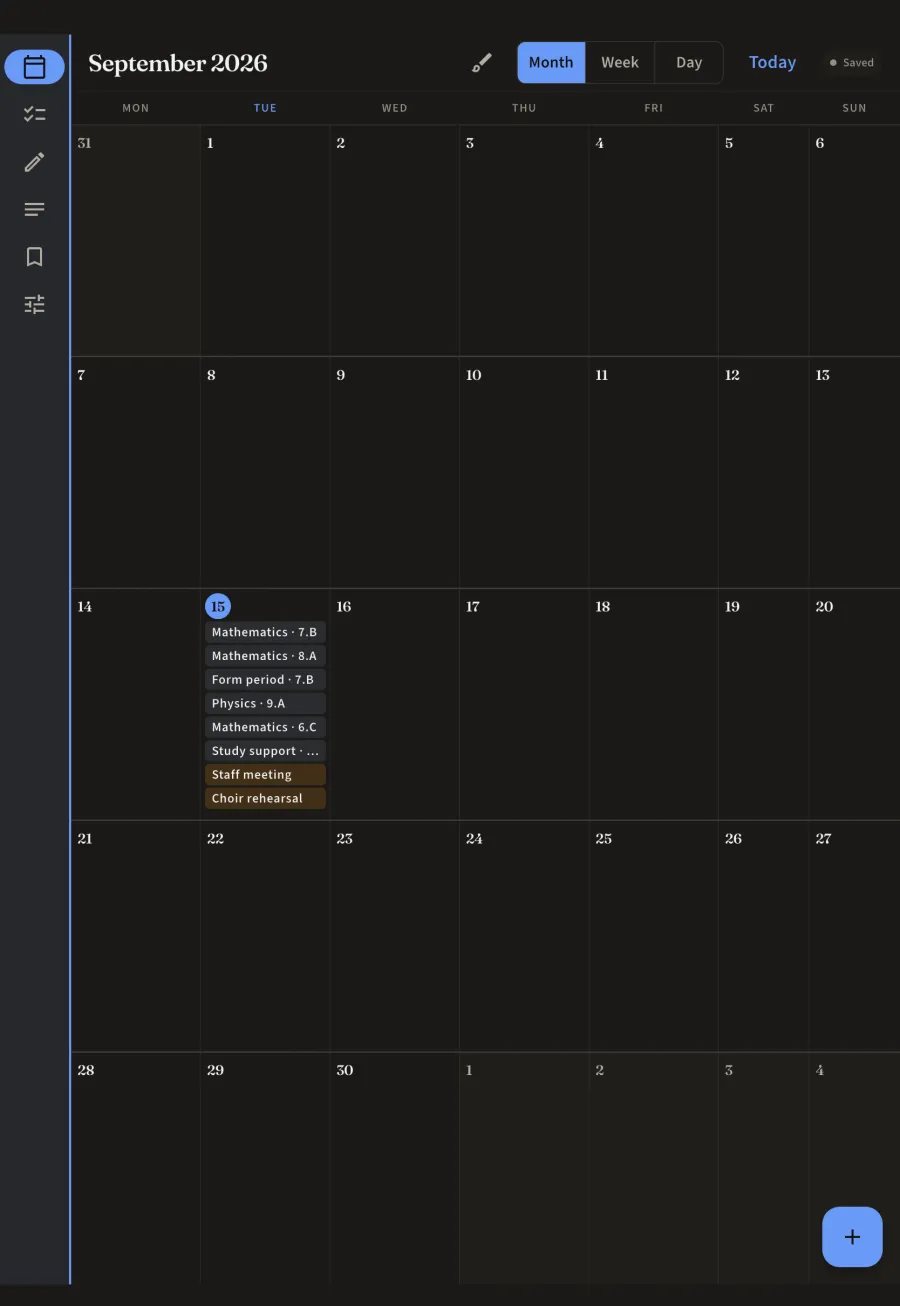 September 2026
Month Week Day Today Saved
MON TUE WED THU FRI SAT SUN
31 1 2 3 4 5 6
7 8 9 10 11 12 13
14 15 16 17 18 19 20
Mathematics · 7.B
Mathematics · 8.A
Form period · 7.B
Physics · 9.A
Mathematics · 6.C
Study support · ...
Staff meeting
Choir rehearsal
21 22 23 24 25 26 27
28 29 30 1 2 3 4